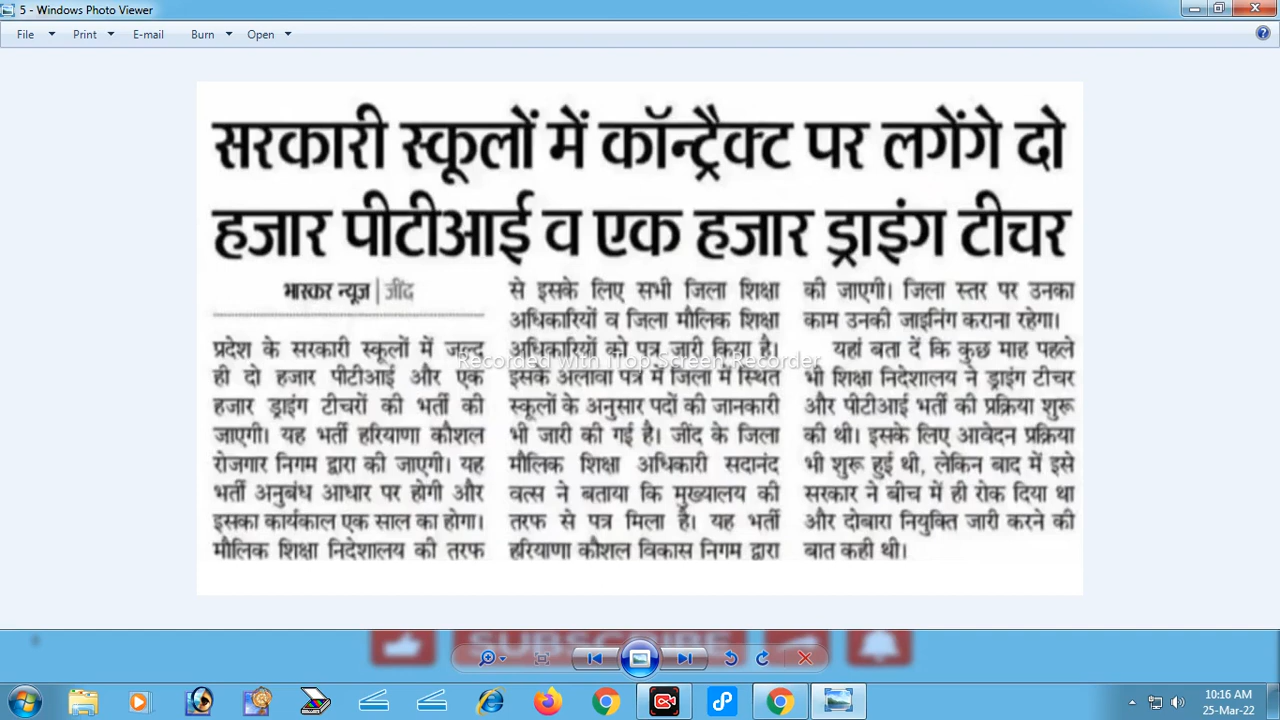 5 - Windows Photo Viewer
File Print E-mail Burn Open
सरकारी स्कूलों में कॉन्ट्रैक्ट पर लगेंगे दो
हजार पीटीआई व एक हजार ड्राइंग टीचर
भास्कर न्यूज | जींद
प्रदेश के सरकारी स्कूलों में जल्द
ही दो हजार पीटीआई और एक
हजार ड्राइंग टीचरों की भर्ती की
जाएगी। यह भर्ती हरियाणा कौशल
रोजगार निगम द्वारा की जाएगी। यह
भर्ती अनुबंध आधार पर होगी और
इसका कार्यकाल एक साल का होगा।
मौलिक शिक्षा निदेशालय की तरफ
से इसके लिए सभी जिला शिक्षा
अधिकारियों व जिला मौलिक शिक्षा
अधिकारियों को पत्र जारी किया है।
इसके अलावा पत्र में जिला में स्थित
स्कूलों के अनुसार पदों की जानकारी
भी जारी की गई है। जींद के जिला
मौलिक शिक्षा अधिकारी सदानंद
वत्स ने बताया कि मुख्यालय की
तरफ से पत्र मिला है। यह भर्ती
हरियाणा कौशल विकास निगम द्वारा
की जाएगी। जिला स्तर पर उनका
काम उनकी जाइनिंग कराना रहेगा।
यहां बता दें कि कुछ माह पहले
भी शिक्षा निदेशालय ने ड्राइंग टीचर
और पीटीआई भर्ती की प्रक्रिया शुरू
की थी। इसके लिए आवेदन प्रक्रिया
भी शुरू हुई थी, लेकिन बाद में इसे
सरकार ने बीच में ही रोक दिया था
और दोबारा नियुक्ति जारी करने की
बात कही थी।
Recorded with iTop Screen Recorder
SUBSCRIBE
10:16 AM
25-Mar-22